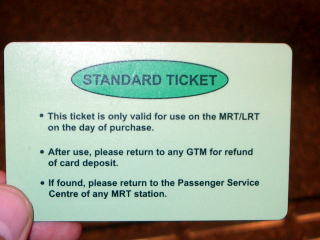 STANDARD TICKET
• This ticket is only valid for use on the MRT/LRT
on the day of purchase.
• After use, please return to any GTM for refund
of card deposit.
• If found, please return to the Passenger Service
Centre of any MRT station.